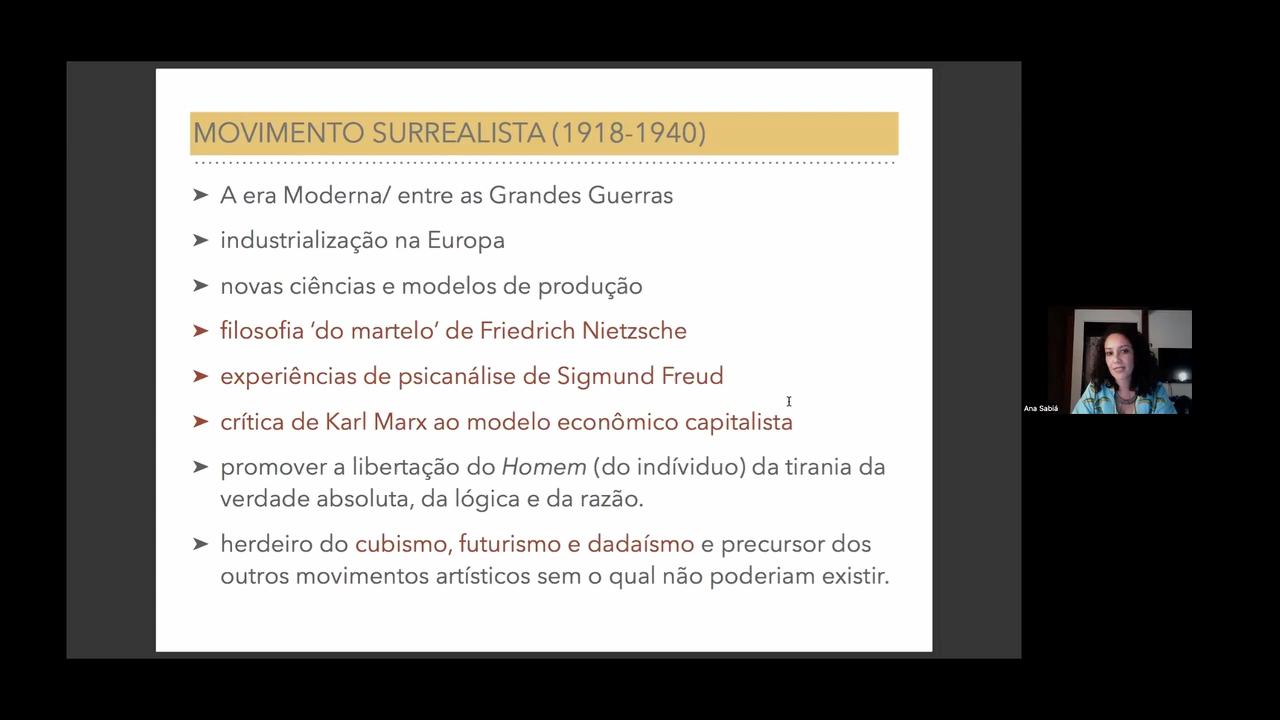 MOVIMENTO SURREALISTA (1918-1940)
➤ A era Moderna/ entre as Grandes Guerras
➤ industrialização na Europa
➤ novas ciências e modelos de produção
➤ filosofia ‘do martelo’ de Friedrich Nietzsche
➤ experiências de psicanálise de Sigmund Freud
➤ crítica de Karl Marx ao modelo econômico capitalista
➤ promover a libertação do Homem (do indíviduo) da tirania da
verdade absoluta, da lógica e da razão.
➤ herdeiro do cubismo, futurismo e dadaísmo e precursor dos
outros movimentos artísticos sem o qual não poderiam existir.
Ana Sabiá